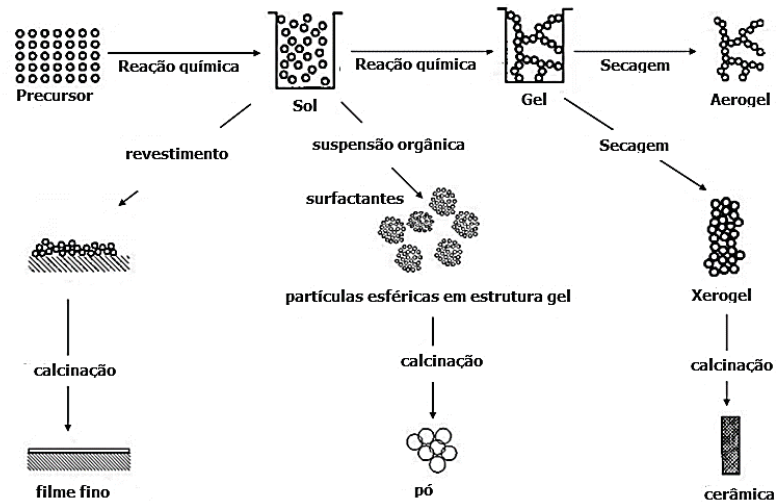 Precursor
Reação química
Sol
Reação química
Gel
Secagem
Aerogel
revestimento
suspensão orgânica
surfactantes
Secagem
partículas esféricas em estrutura gel
Xerogel
calcinação
calcinação
calcinação
filme fino
pó
cerâmica